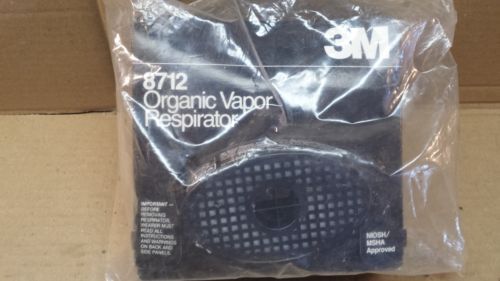 3M
8712
Organic Vapor
Respirator
IMPORTANT —
BEFORE
REMOVING
RESPIRATOR,
WEARER MUST
READ ALL
INSTRUCTIONS
AND WARNINGS
ON BACK AND
SIDE PANELS.
NIOSH/
MSHA
Approved